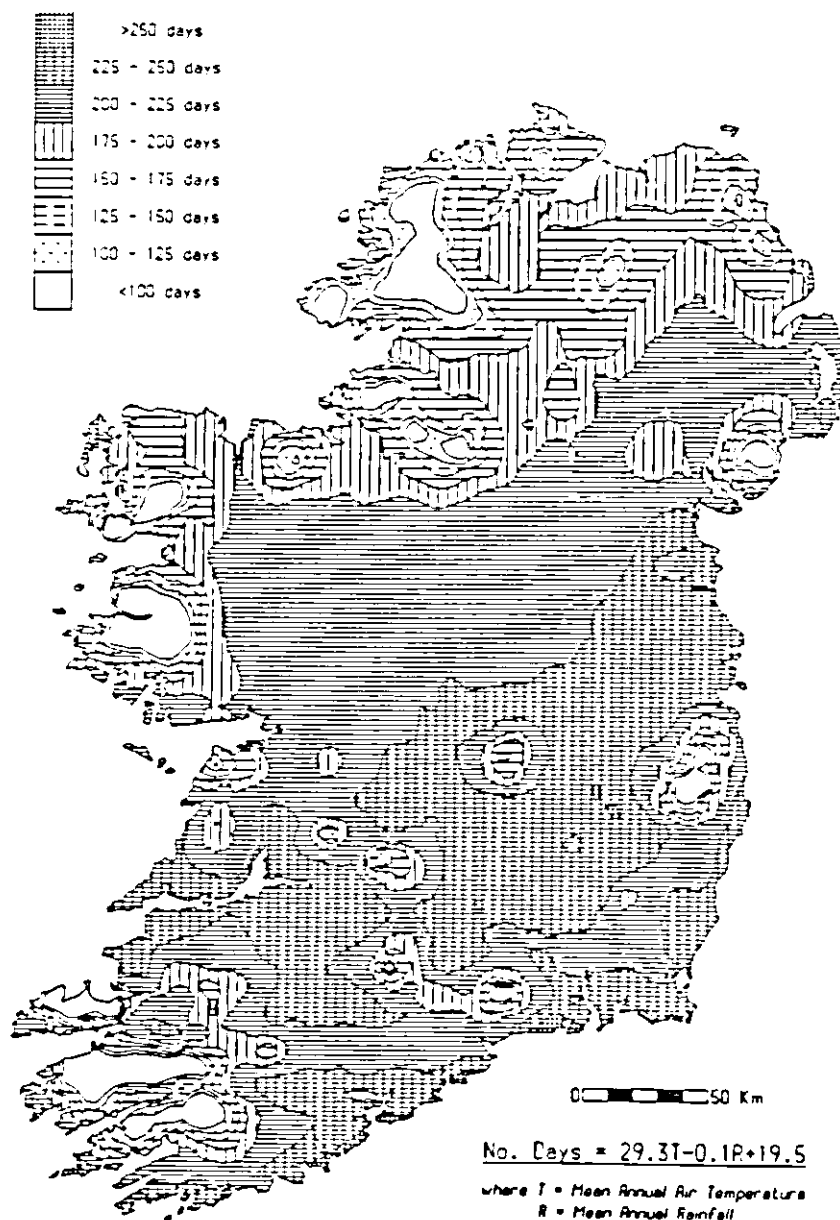 >250 days
225 - 250 days
200 - 225 days
175 - 200 days
150 - 175 days
125 - 150 days
100 - 125 days
<100 days
0 50 Km
No. Days = 29.3T-0.1R+19.5
where T = Mean Annual Air Temperature
R = Mean Annual Rainfall